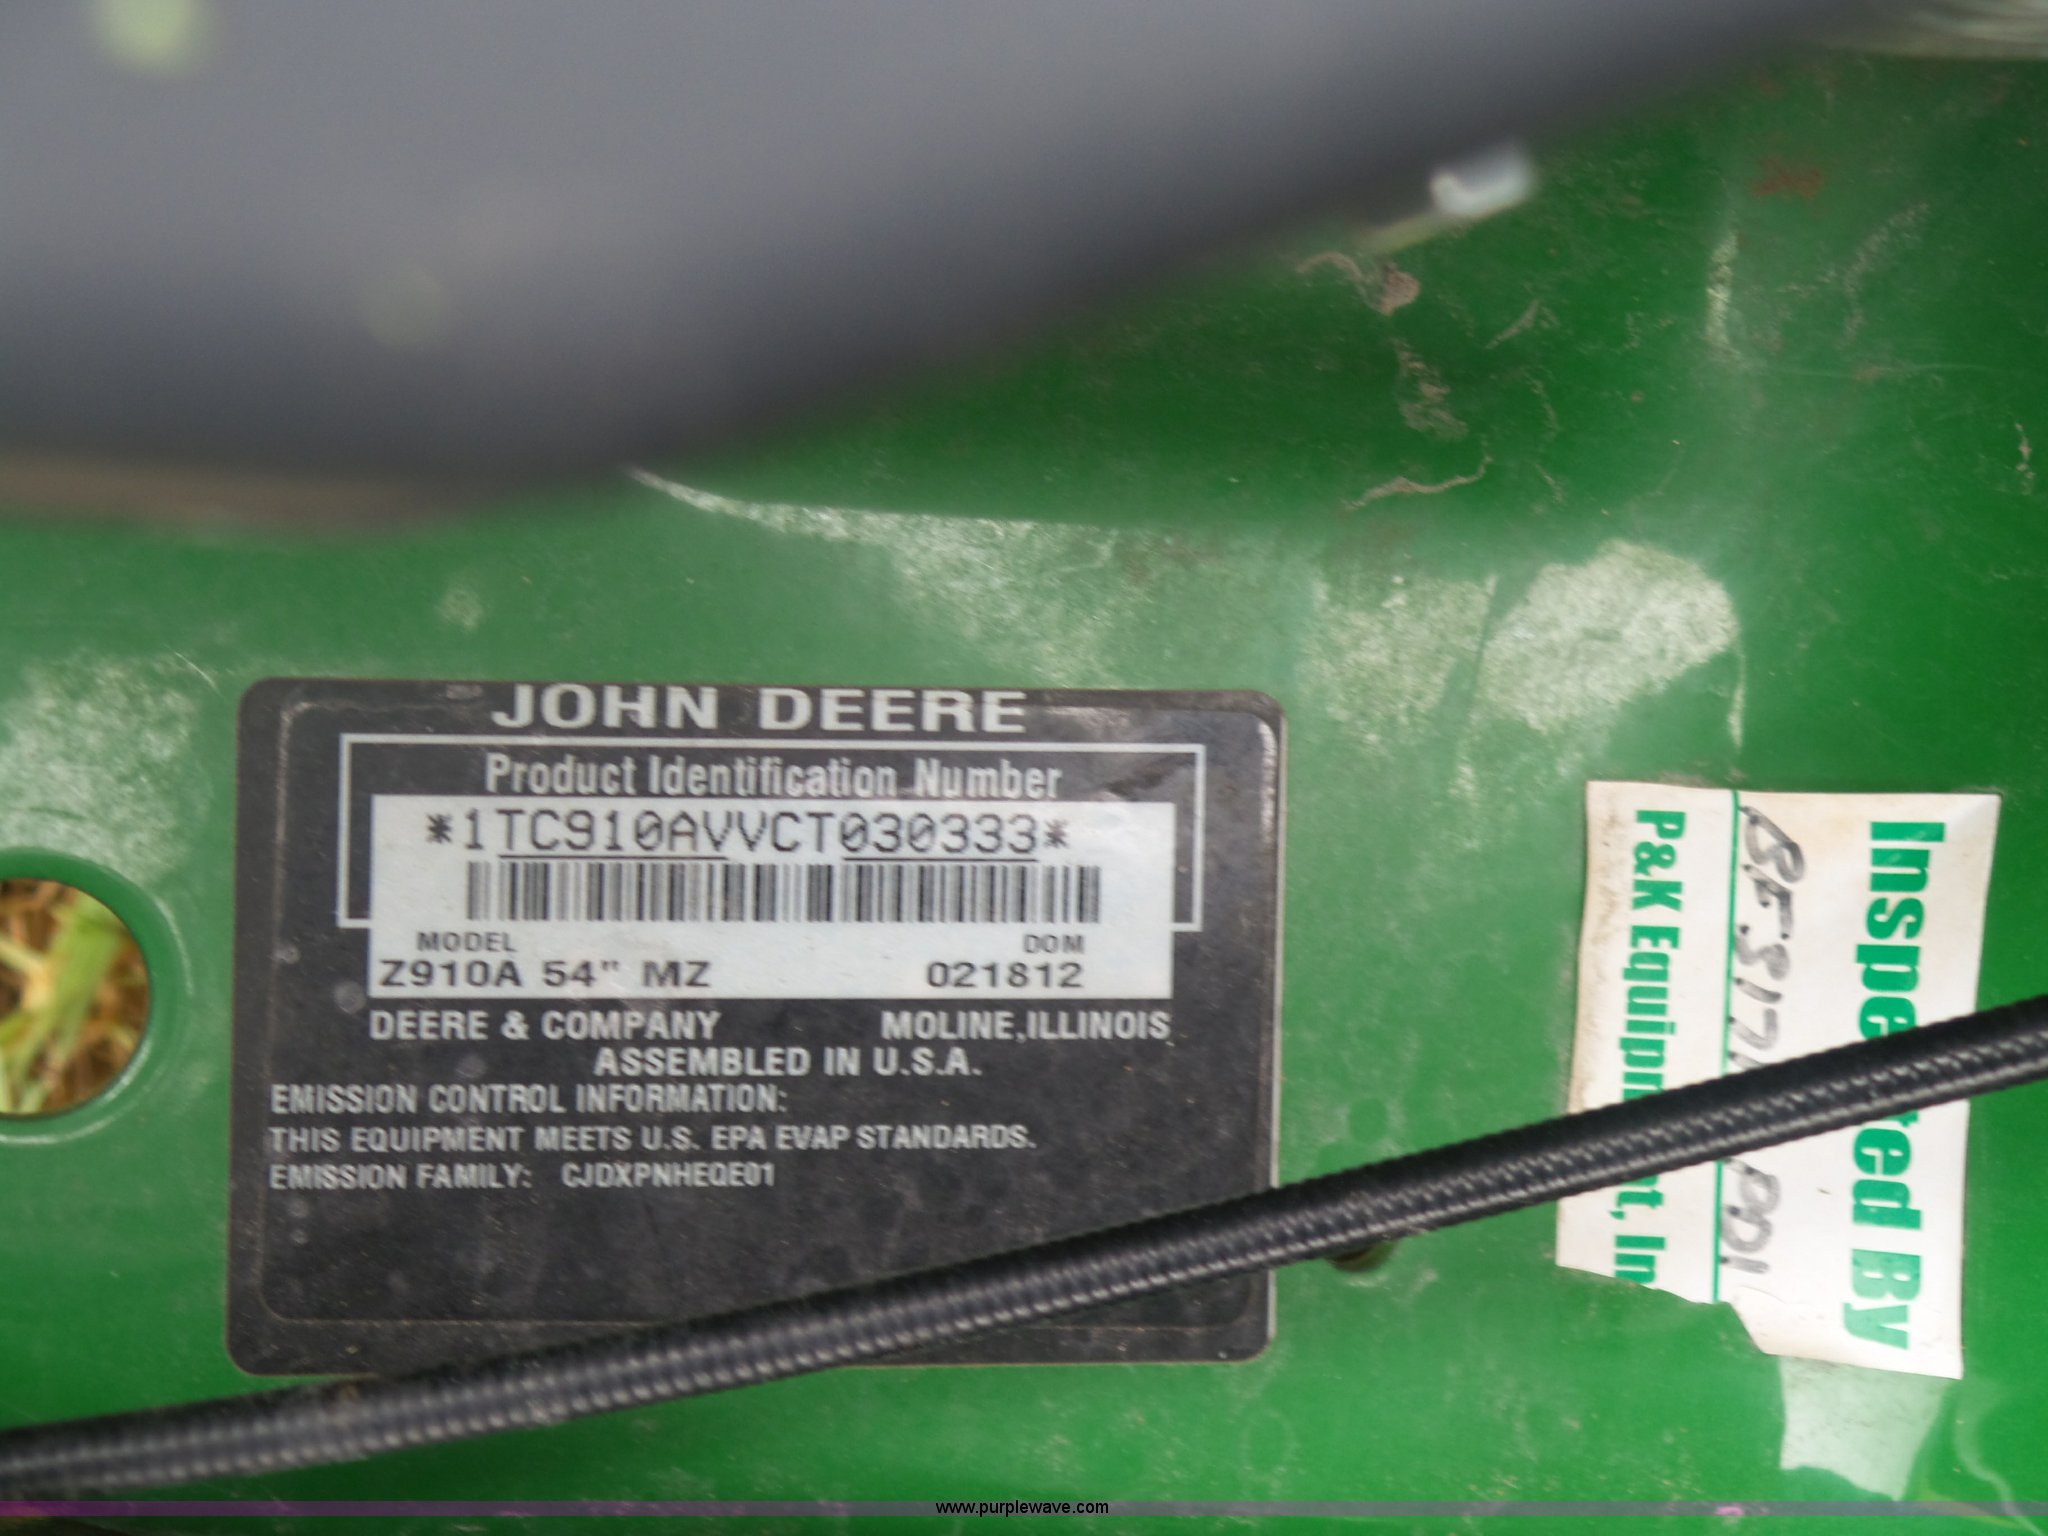 JOHN DEERE
Product Identification Number
*1TC910AVVCT030333*
MODEL DOM
Z910A 54" MZ 021812
DEERE & COMPANY MOLINE, ILLINOIS
ASSEMBLED IN U.S.A.
EMISSION CONTROL INFORMATION:
THIS EQUIPMENT MEETS U.S. EPA EVAP STANDARDS.
EMISSION FAMILY: CJDXPNHEQE01
Inspected By
P&K Equipment, In
www.purplewave.com